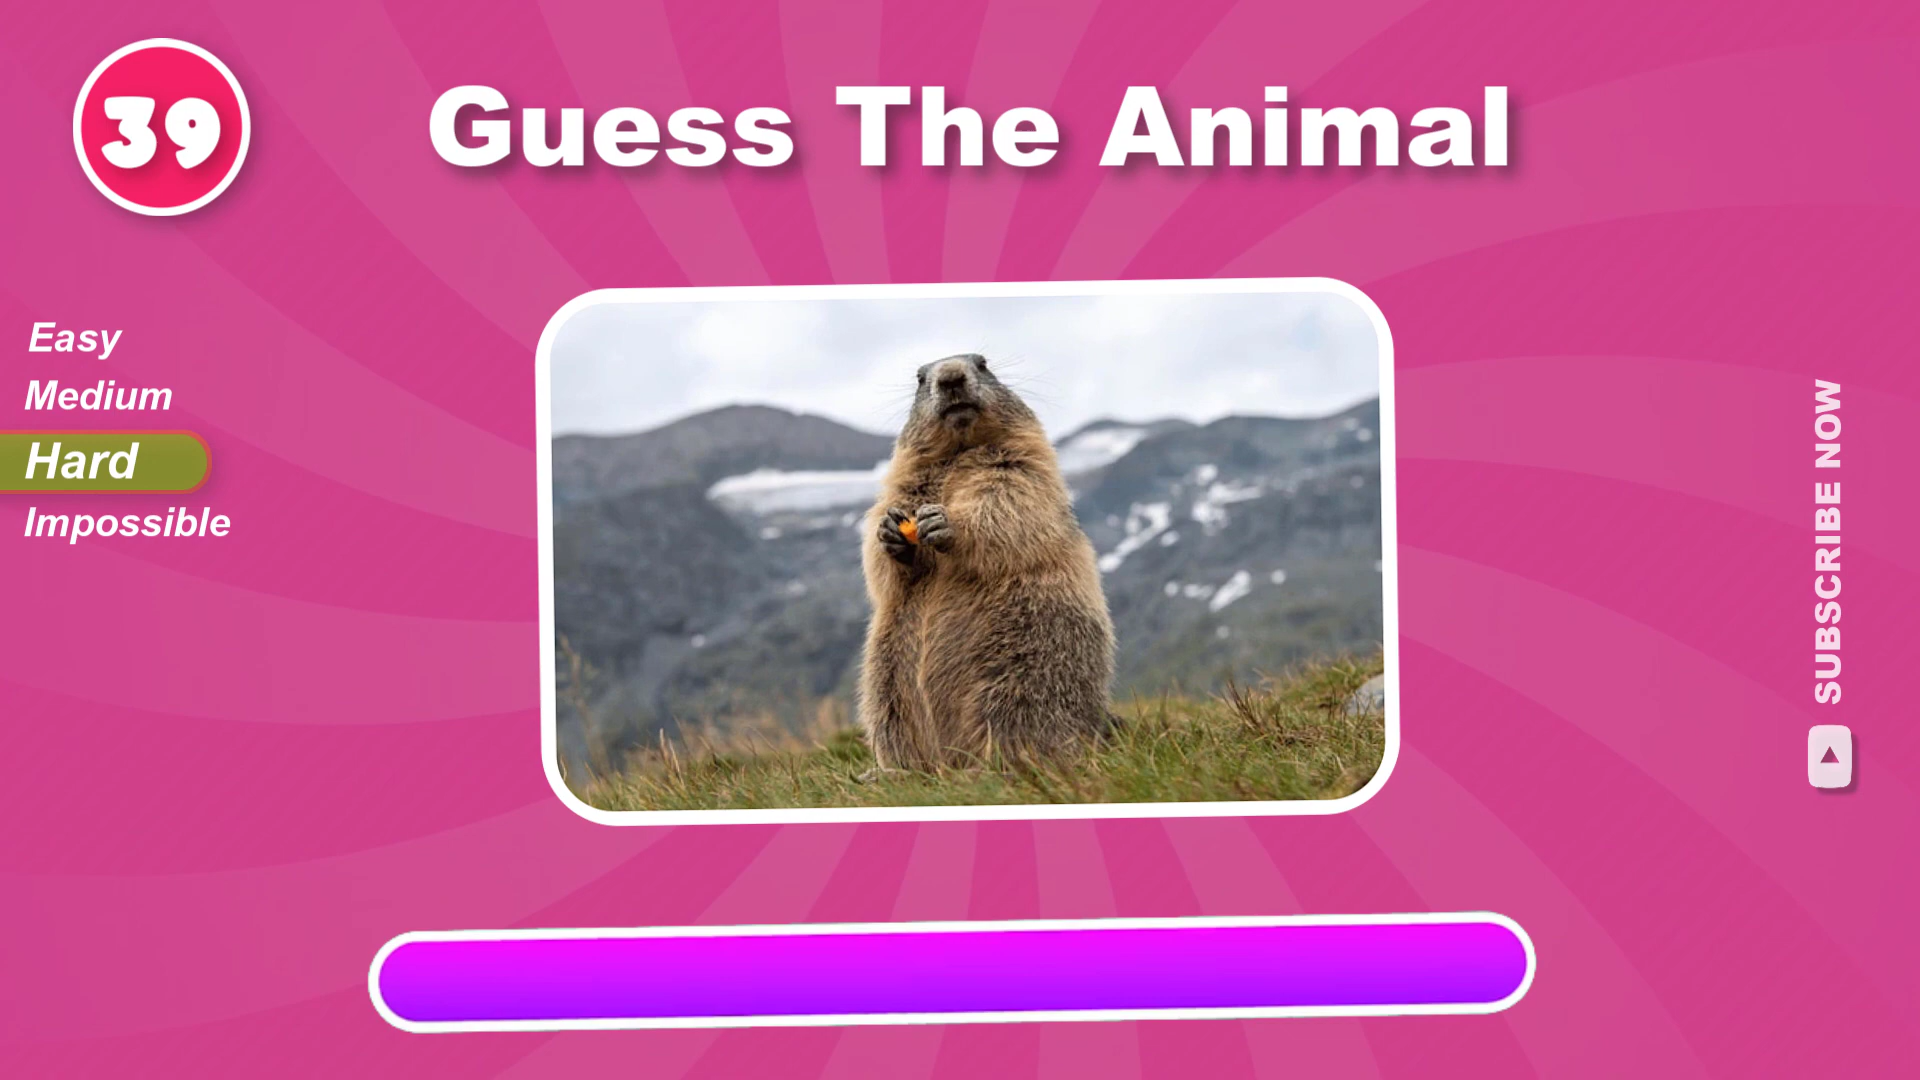 39
Guess The Animal
Easy
Medium
Hard
Impossible
SUBSCRIBE NOW